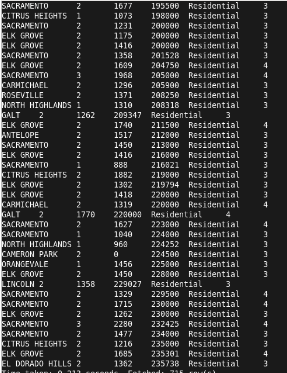 SACRAMENTO 2 1677 195500 Residential 3
CITRUS HEIGHTS 1 1073 198000 Residential 3
SACRAMENTO 2 1231 200000 Residential 3
ELK GROVE 2 1175 200000 Residential 3
ELK GROVE 2 1416 200000 Residential 3
SACRAMENTO 2 1358 201528 Residential 3
ELK GROVE 2 1609 204750 Residential 4
SACRAMENTO 3 1968 205000 Residential 4
CARMICHAEL 2 1296 205900 Residential 3
ROSEVILLE 2 1371 208250 Residential 3
NORTH HIGHLANDS 1 1310 208318 Residential 3
GALT 2 1262 209347 Residential 3
ELK GROVE 2 1740 211500 Residential 4
ANTELOPE 2 1517 212000 Residential 3
SACRAMENTO 2 1450 213000 Residential 3
ELK GROVE 2 1416 216000 Residential 3
SACRAMENTO 1 888 216021 Residential 3
CITRUS HEIGHTS 2 1882 219000 Residential 3
ELK GROVE 2 1302 219794 Residential 3
ELK GROVE 2 1418 220000 Residential 3
CARMICHAEL 2 1319 220000 Residential 4
GALT 2 1770 220000 Residential 4
SACRAMENTO 2 1627 223000 Residential 4
SACRAMENTO 1 1040 224000 Residential 3
NORTH HIGHLANDS 1 960 224252 Residential 3
CAMERON PARK 2 0 224500 Residential 3
ORANGEVALE 1 1456 225000 Residential 3
ELK GROVE 2 1450 228000 Residential 3
LINCOLN 2 1358 229027 Residential 3
SACRAMENTO 2 1329 229500 Residential 4
SACRAMENTO 2 1715 230000 Residential 4
ELK GROVE 2 1262 230000 Residential 3
SACRAMENTO 3 2280 232425 Residential 4
SACRAMENTO 2 1477 234000 Residential 3
CITRUS HEIGHTS 2 1216 235000 Residential 3
ELK GROVE 2 1685 235301 Residential 4
EL DORADO HILLS 2 1362 235738 Residential 3